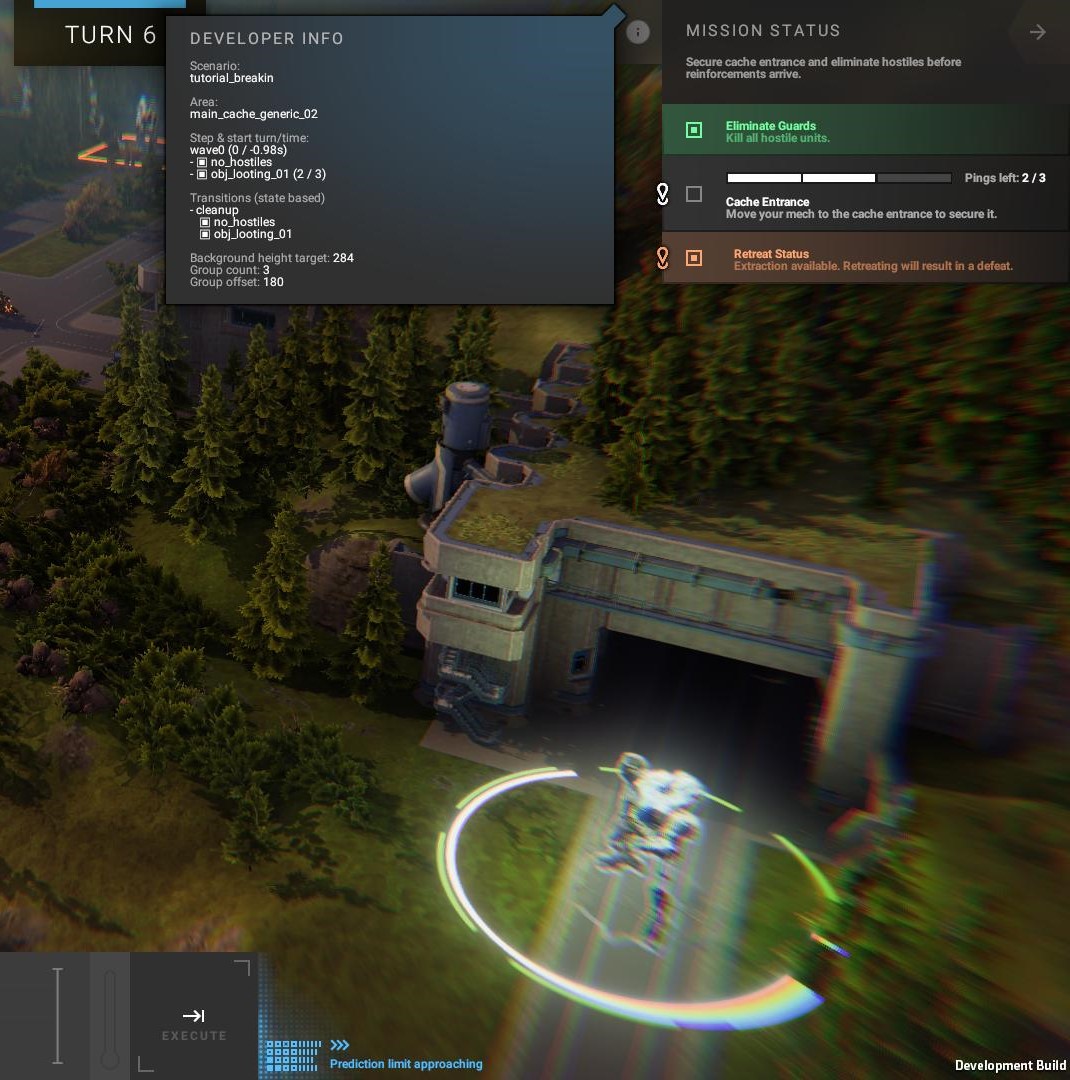 TURN 6
DEVELOPER INFO
Scenario:
tutorial_breakin
Area:
main_cache_generic_02
Step & start turn/time:
wave0 (0 / -0.98s)
- no_hostiles
- obj_looting_01 (2 / 3)
Transitions (state based)
- cleanup
no_hostiles
obj_looting_01
Background height target: 284
Group count: 3
Group offset: 180
MISSION STATUS
Secure cache entrance and eliminate hostiles before
reinforcements arrive.
Eliminate Guards
Kill all hostile units.
Pings left: 2 / 3
Cache Entrance
Move your mech to the cache entrance to secure it.
Retreat Status
Extraction available. Retreating will result in a defeat.
EXECUTE
Prediction limit approaching
Development Build